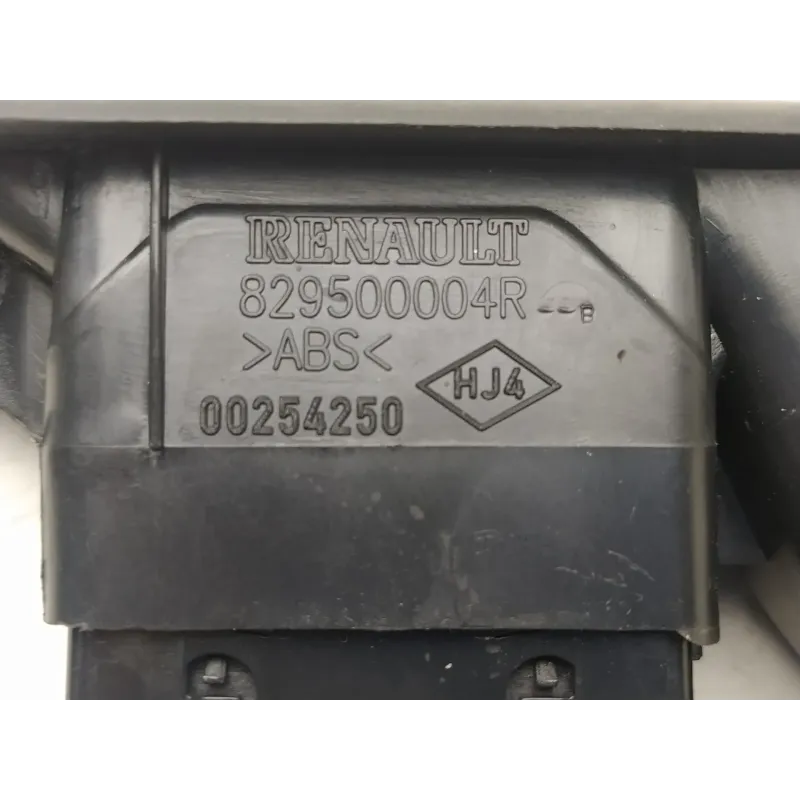 RENAULT
829500004R B
>ABS<
HJ4
00254250